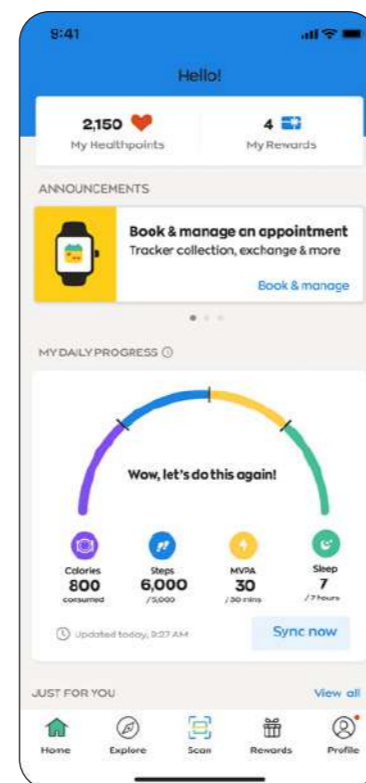 9:41
Hello!
2,150
My Healthpoints
4
My Rewards
ANNOUNCEMENTS
Book & manage an appointment
Tracker collection, exchange & more
Book & manage
MY DAILY PROGRESS
Wow, let's do this again!
Calories
800
consumed
Steps
6,000
/5,000
MVPA
30
/30 mins
Sleep
7
/7 hours
Updated today, 9:27 AM
Sync now
JUST FOR YOU
View all
Home
Explore
Scan
Rewards
Profile